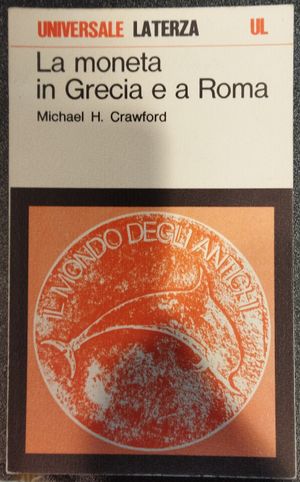 UNIVERSALE LATERZA UL
La moneta
in Grecia e a Roma
Michael H. Crawford
IL MONDO DEGLI ANTICHI